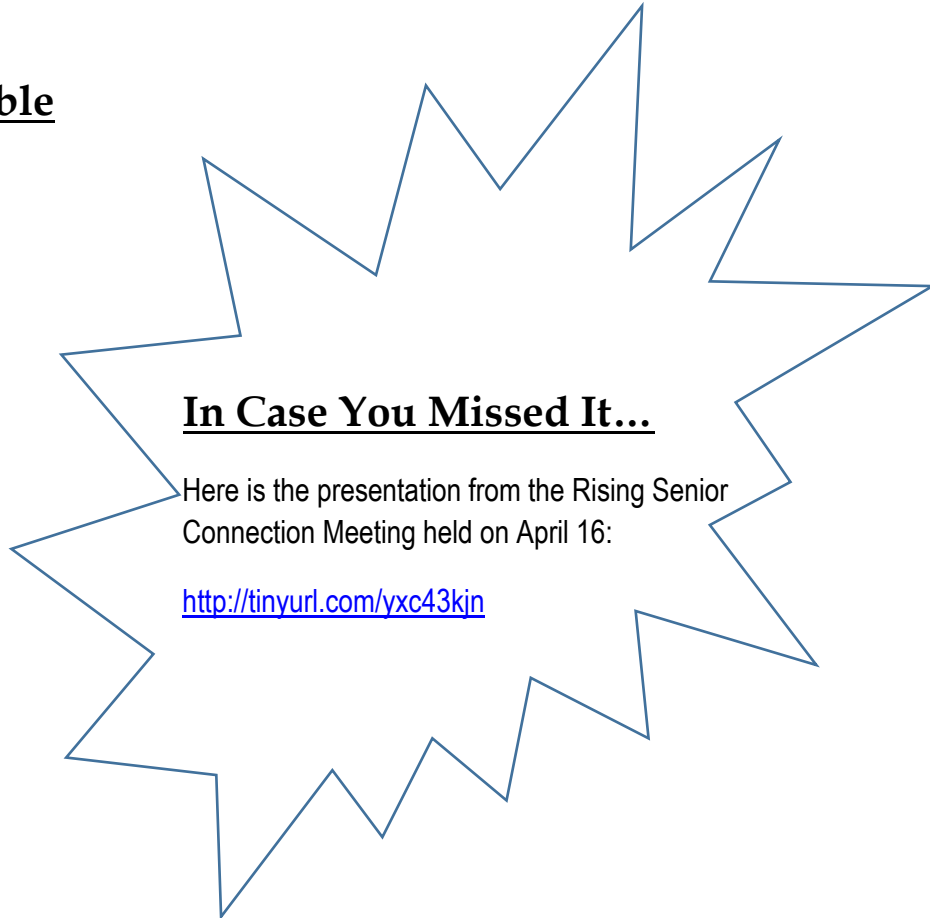 ble
In Case You Missed It…
Here is the presentation from the Rising Senior
Connection Meeting held on April 16:
http://tinyurl.com/yxc43kjn